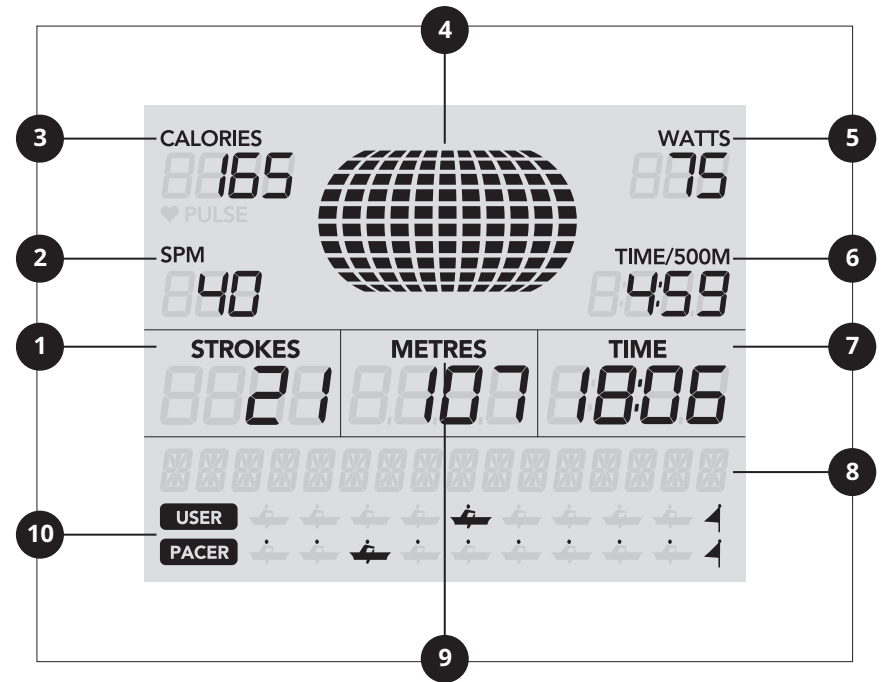 4
3
CALORIES
165
PULSE
WATTS
75
5
2
SPM
40
TIME/500M
4:59
6
1
STROKES
21
METRES
107
TIME
18:06
7
8
USER
PACER
10
9